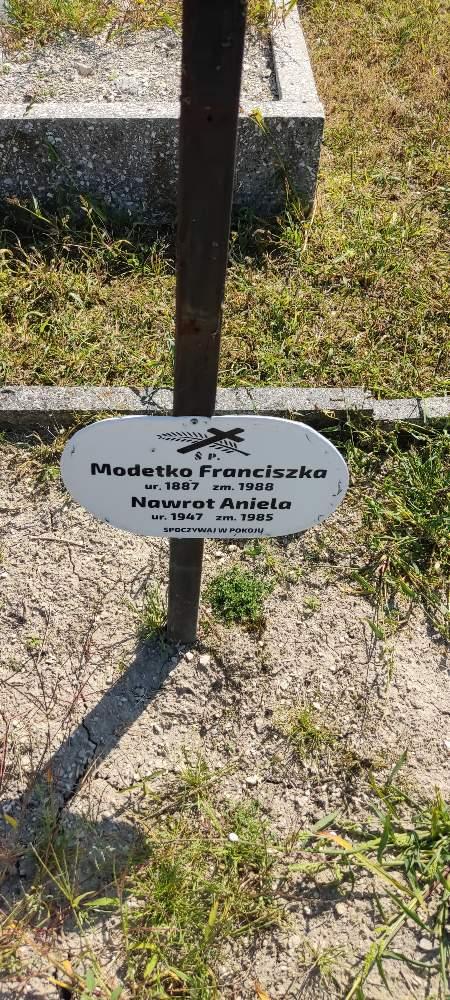 Ś P.
Modetko Franciszka
ur. 1887 zm. 1988
Nawrot Aniela
ur. 1947 zm. 1985
SPOCZYWAJ W POKOJU